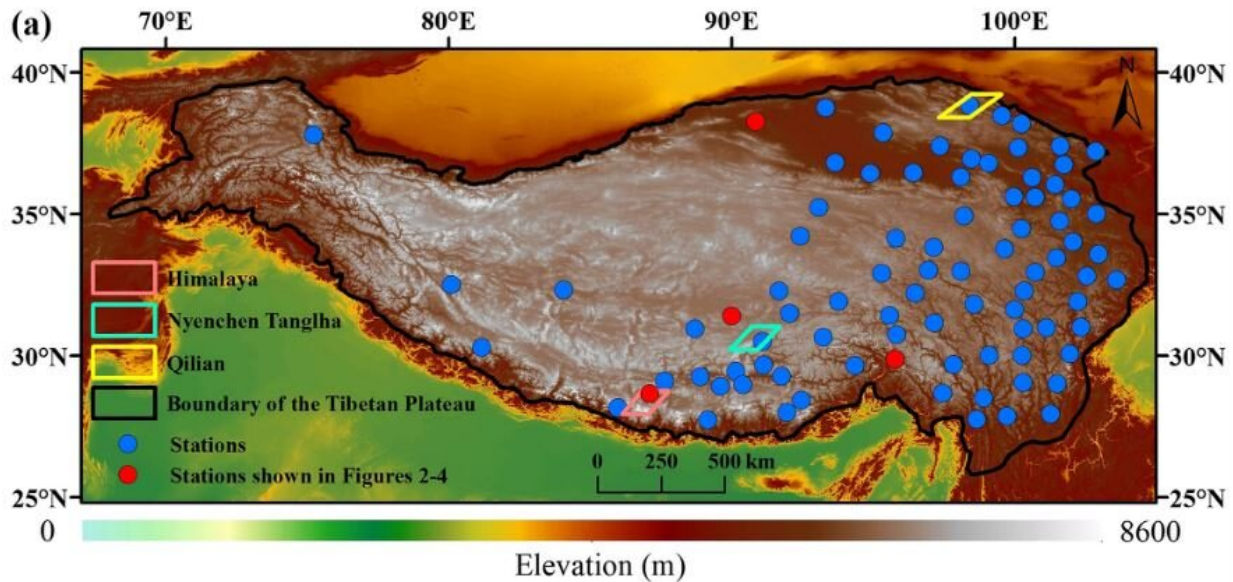 (a)
70°E 80°E 90°E 100°E
40°N 40°N
N
35°N 35°N
Himalaya
Nyenchen Tanglha
30°N 30°N
Qilian
Boundary of the Tibetan Plateau
Stations
0 250 500 km
Stations shown in Figures 2-4
25°N 25°N
0 8600
Elevation (m)